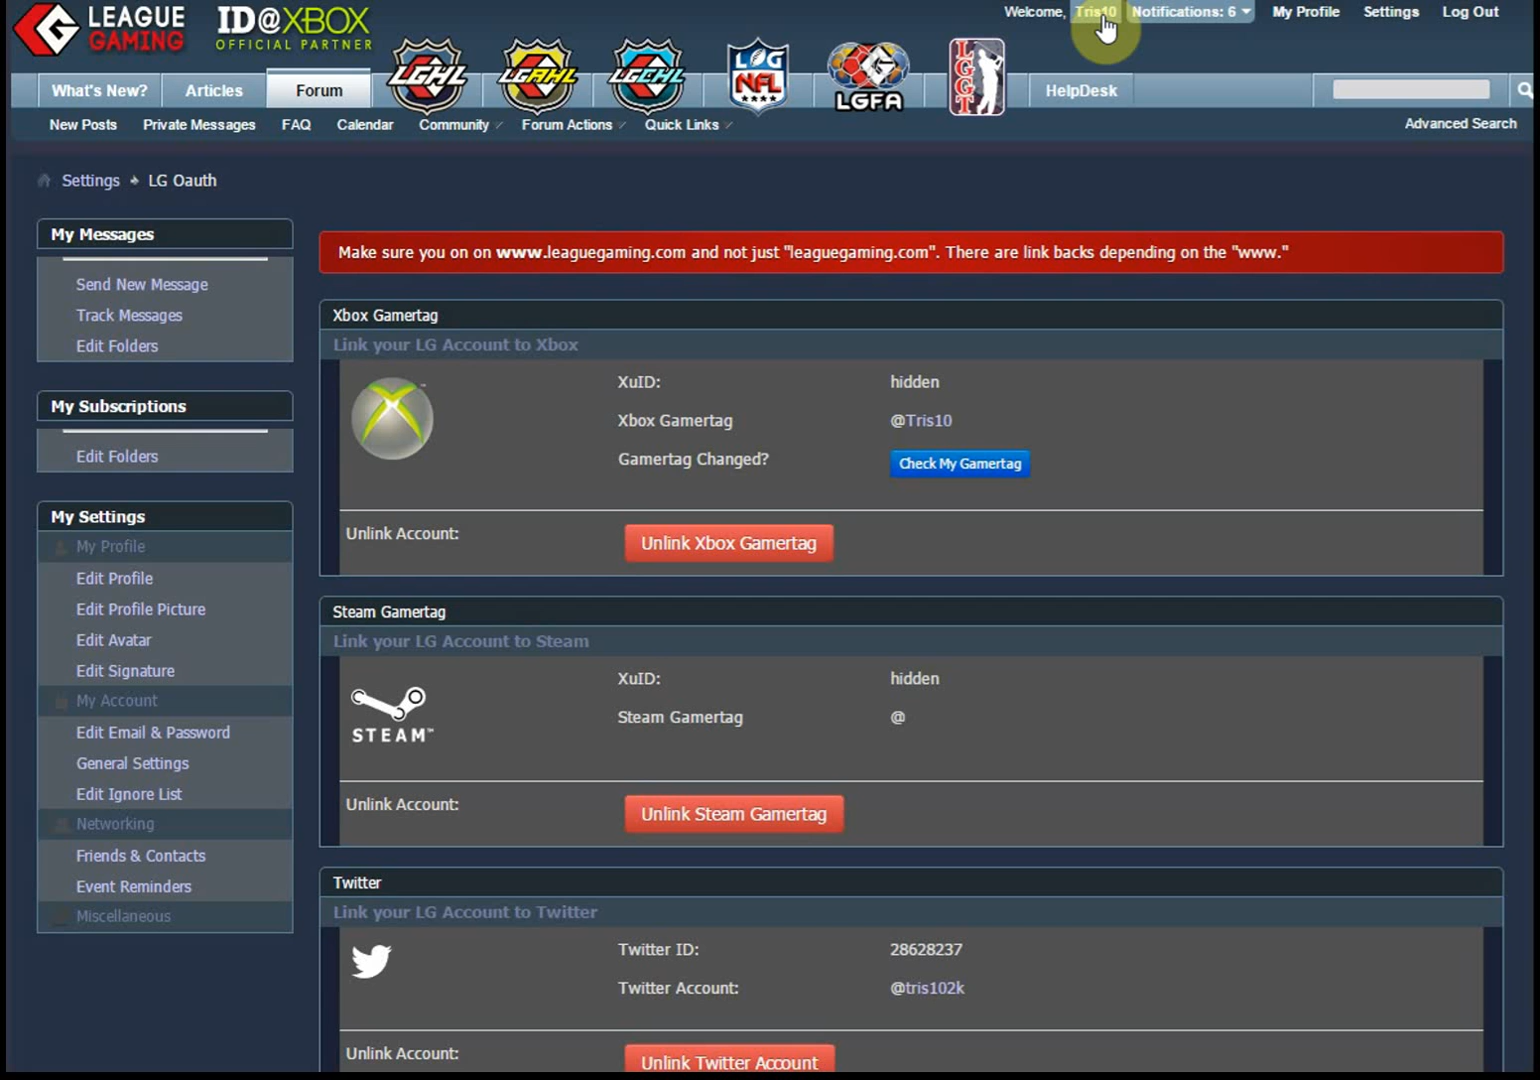 LEAGUE GAMING
ID@XBOX
OFFICIAL PARTNER
Welcome, Tris10 Notifications: 6 My Profile Settings Log Out
What's New? Articles Forum LGHL LGAHL LGCHL LG NFL LGFA LGGT HelpDesk
New Posts Private Messages FAQ Calendar Community Forum Actions Quick Links Advanced Search
Settings LG Oauth
My Messages
Send New Message
Track Messages
Edit Folders
My Subscriptions
Edit Folders
My Settings
My Profile
Edit Profile
Edit Profile Picture
Edit Avatar
Edit Signature
My Account
Edit Email & Password
General Settings
Edit Ignore List
Networking
Friends & Contacts
Event Reminders
Miscellaneous
Make sure you on on www.leaguegaming.com and not just "leaguegaming.com". There are link backs depending on the "www."
Xbox Gamertag
Link your LG Account to Xbox
XuID: hidden
Xbox Gamertag @Tris10
Gamertag Changed? Check My Gamertag
Unlink Account: Unlink Xbox Gamertag
Steam Gamertag
Link your LG Account to Steam
STEAM™
XuID: hidden
Steam Gamertag @
Unlink Account: Unlink Steam Gamertag
Twitter
Link your LG Account to Twitter
Twitter ID: 28628237
Twitter Account: @tris102k
Unlink Account: Unlink Twitter Account